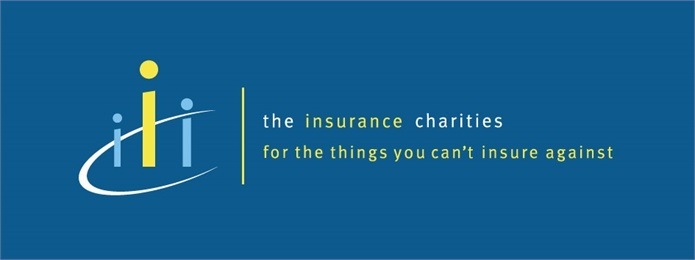 the insurance charities
for the things you can't insure against